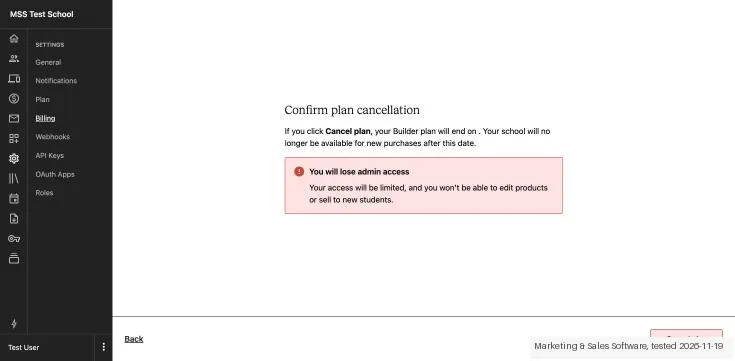 MSS Test School
SETTINGS
General
Notifications
Plan
Billing
Webhooks
API Keys
OAuth Apps
Roles
Test User
Confirm plan cancellation
If you click Cancel plan, your Builder plan will end on . Your school will no
longer be available for new purchases after this date.
You will lose admin access
Your access will be limited, and you won't be able to edit products
or sell to new students.
Back
Marketing & Sales Software, tested 2026-11-19